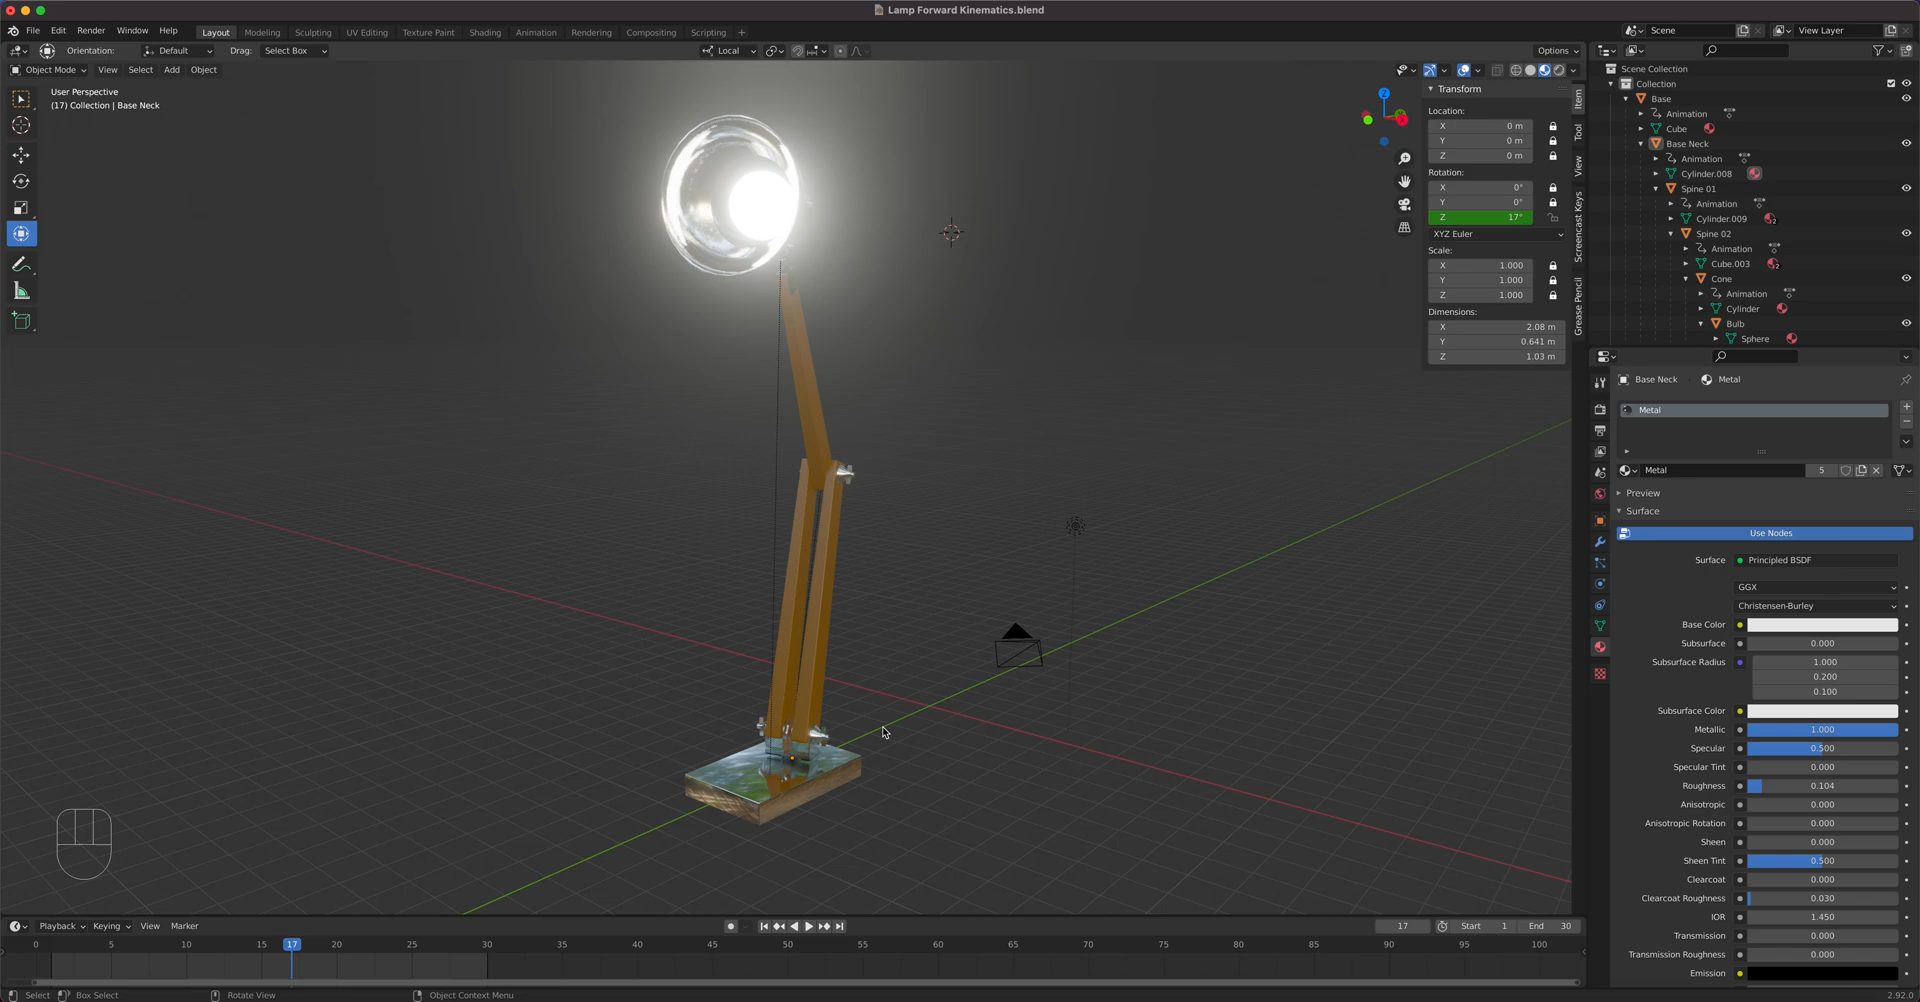 Lamp Forward Kinematics.blend
File Edit Render Window Help Layout Modeling Sculpting UV Editing Texture Paint Shading Animation Rendering Compositing Scripting + Scene View Layer
Orientation: Default Drag: Select Box Local Options
Object Mode View Select Add Object
User Perspective
(17) Collection | Base Neck
Z
Transform
Location:
X 0 m
Y 0 m
Z 0 m
Rotation:
X 0°
Y 0°
Z 17°
XYZ Euler
Scale:
X 1.000
Y 1.000
Z 1.000
Dimensions:
X 2.08 m
Y 0.641 m
Z 1.03 m
Item
Tool
View
Screencast Keys
Grease Pencil
Scene Collection
Collection
Base
Animation
Cube
Base Neck
Animation
Cylinder.008
Spine 01
Animation
Cylinder.009
2
Spine 02
Animation
Cube.003
2
Cone
Animation
Cylinder
Bulb
Sphere
Base Neck Metal
Metal
Metal 5
Preview
Surface
Use Nodes
Surface Principled BSDF
GGX
Christensen-Burley
Base Color
Subsurface 0.000
Subsurface Radius 1.000
0.200
0.100
Subsurface Color
Metallic 1.000
Specular 0.500
Specular Tint 0.000
Roughness 0.104
Anisotropic 0.000
Anisotropic Rotation 0.000
Sheen 0.000
Sheen Tint 0.500
Clearcoat 0.000
Clearcoat Roughness 0.030
IOR 1.450
Transmission 0.000
Transmission Roughness 0.000
Emission
Playback Keying View Marker 17 Start 1 End 30
0 5 10 15 17 20 25 30 35 40 45 50 55 60 65 70 75 80 85 90 95 100
Select Box Select Rotate View Object Context Menu 2.92.0